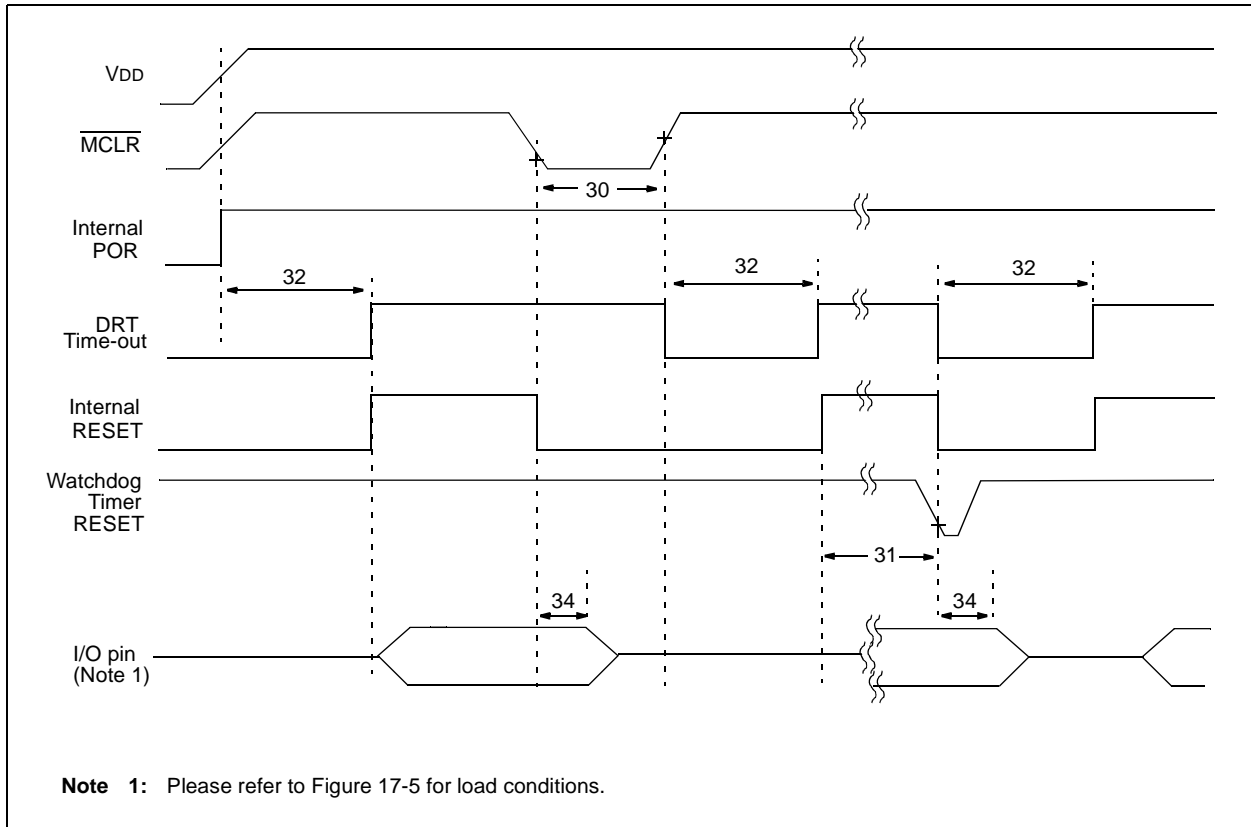 VDD
MCLR
30
Internal
POR
32
32
32
DRT
Time-out
Internal
RESET
Watchdog
Timer
RESET
31
34
34
I/O pin
(Note 1)
Note 1: Please refer to Figure 17-5 for load conditions.